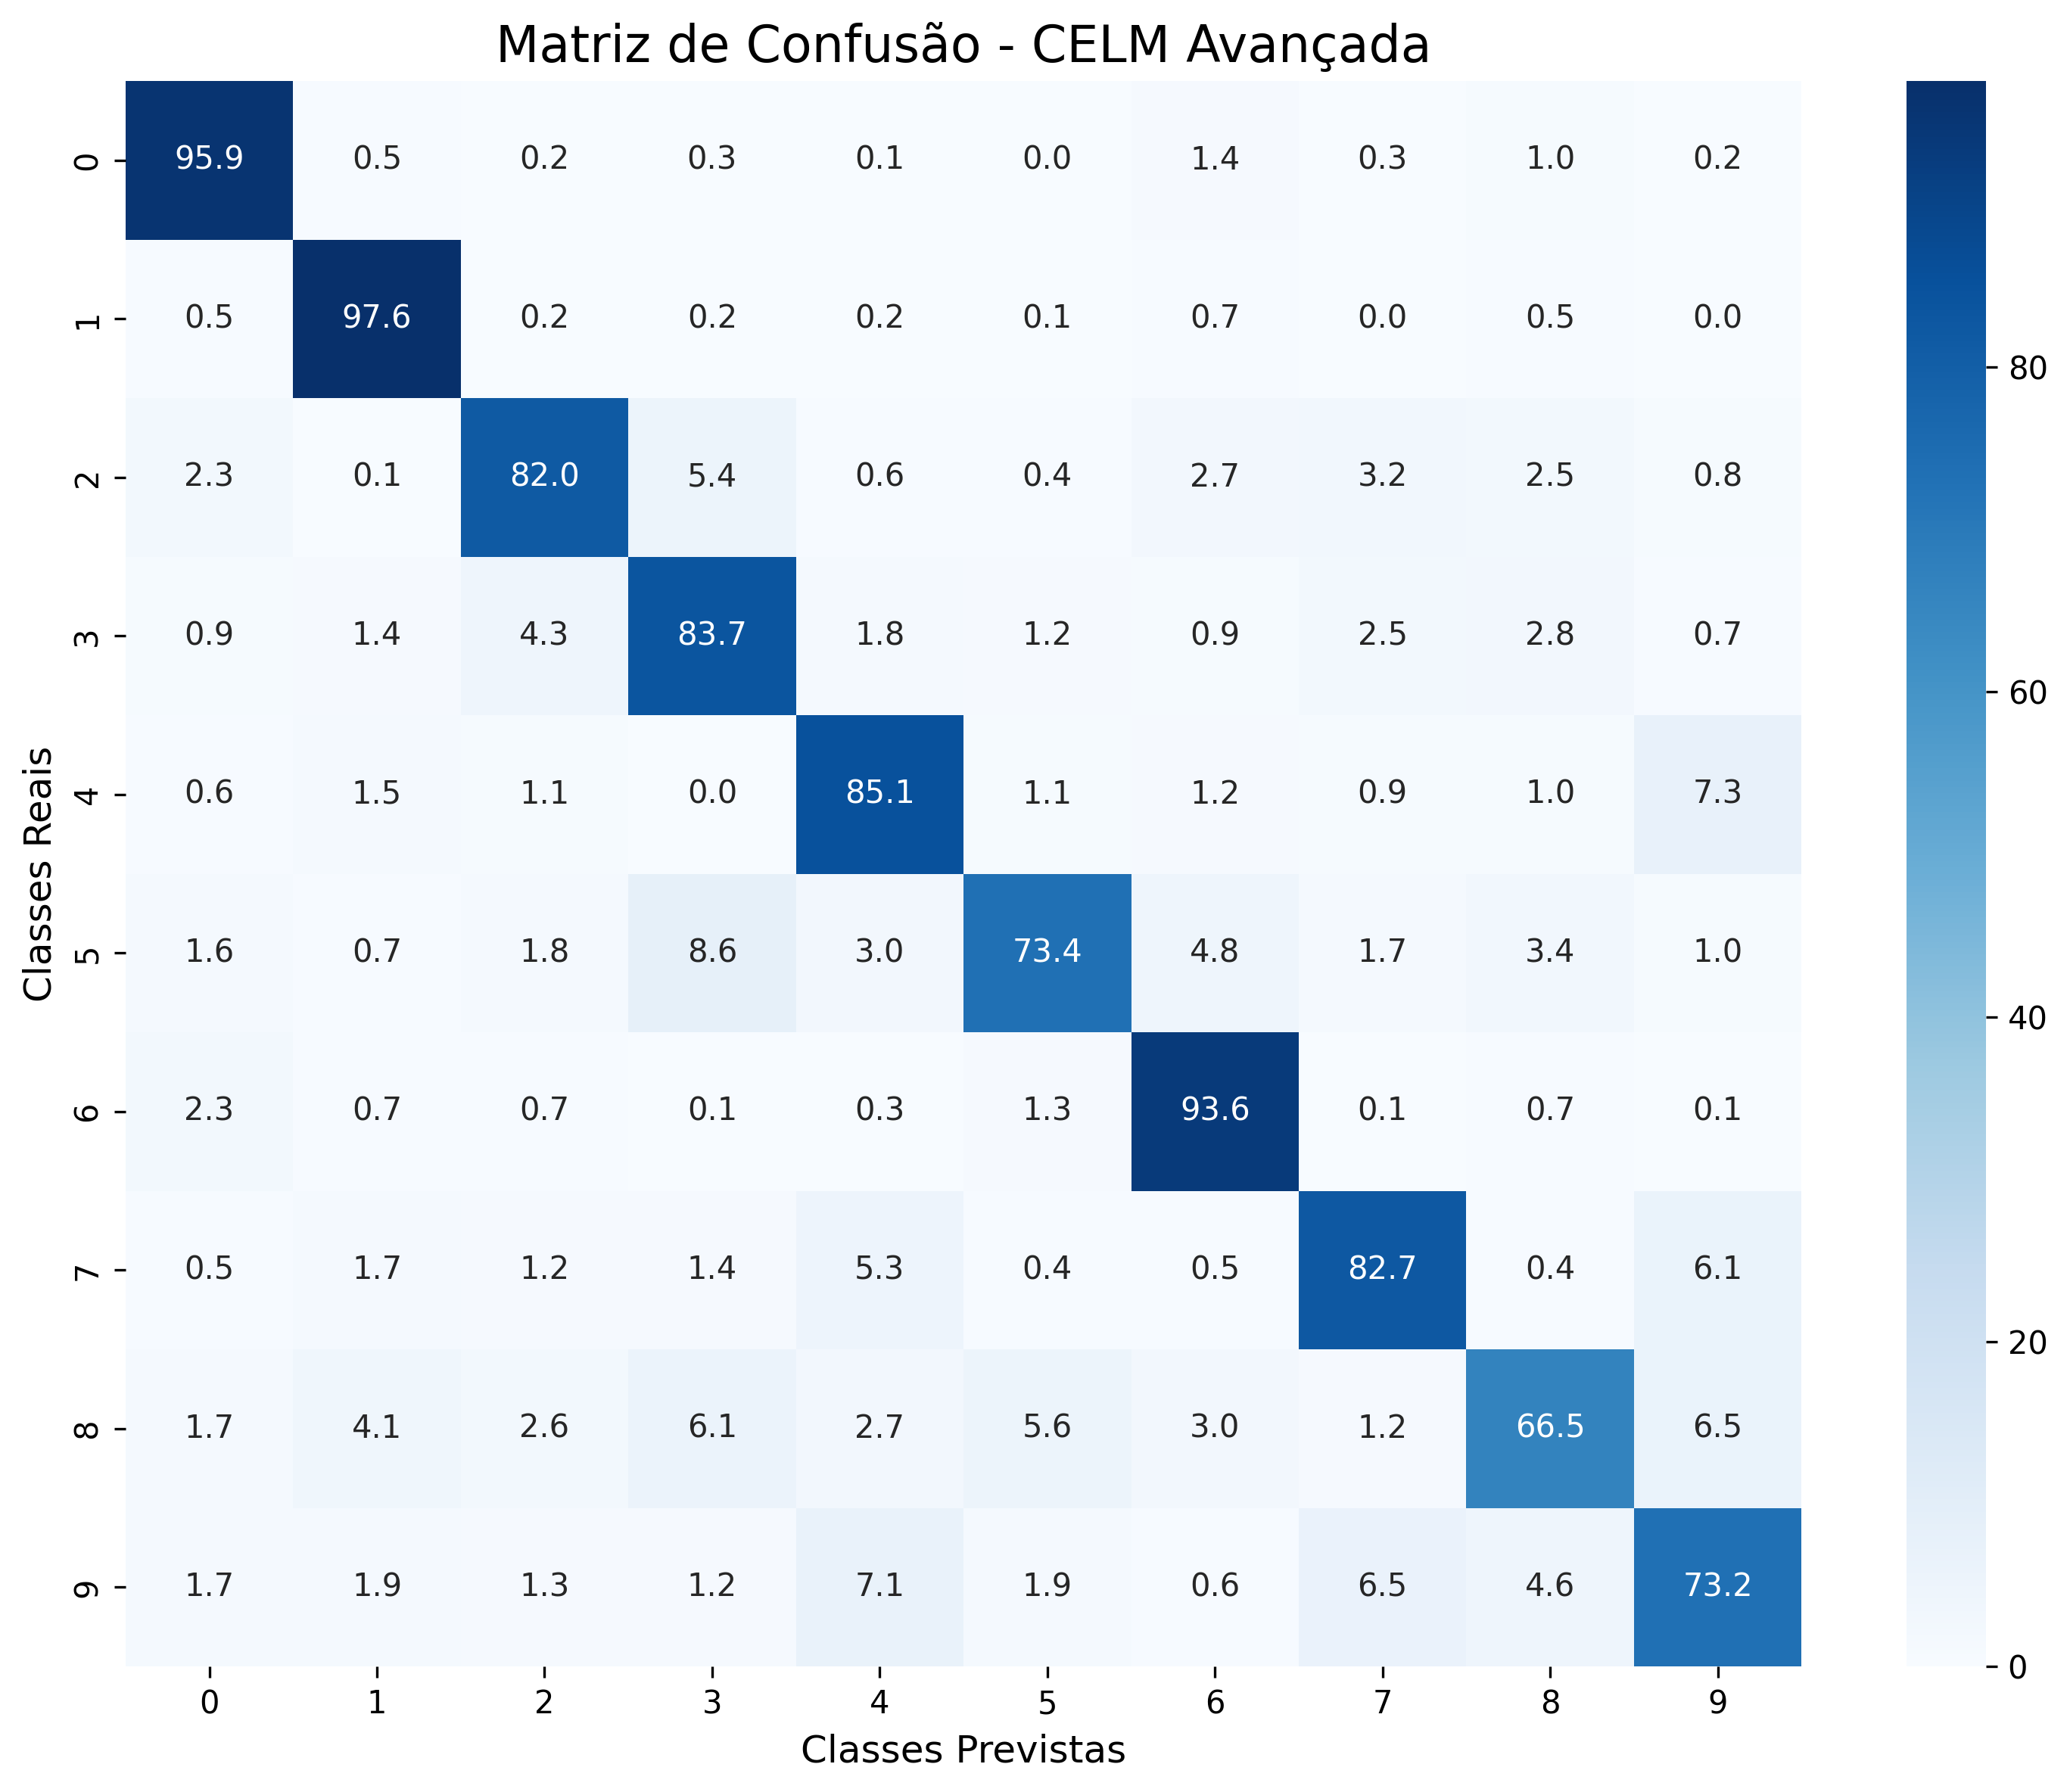 Matriz de Confusão - CELM Avançada
0 95.9 0.5 0.2 0.3 0.1 0.0 1.4 0.3 1.0 0.2
1 0.5 97.6 0.2 0.2 0.2 0.1 0.7 0.0 0.5 0.0
2 2.3 0.1 82.0 5.4 0.6 0.4 2.7 3.2 2.5 0.8
3 0.9 1.4 4.3 83.7 1.8 1.2 0.9 2.5 2.8 0.7
4 0.6 1.5 1.1 0.0 85.1 1.1 1.2 0.9 1.0 7.3
5 1.6 0.7 1.8 8.6 3.0 73.4 4.8 1.7 3.4 1.0
6 2.3 0.7 0.7 0.1 0.3 1.3 93.6 0.1 0.7 0.1
7 0.5 1.7 1.2 1.4 5.3 0.4 0.5 82.7 0.4 6.1
8 1.7 4.1 2.6 6.1 2.7 5.6 3.0 1.2 66.5 6.5
9 1.7 1.9 1.3 1.2 7.1 1.9 0.6 6.5 4.6 73.2
0 1 2 3 4 5 6 7 8 9
Classes Previstas
Classes Reais
80
60
40
20
0